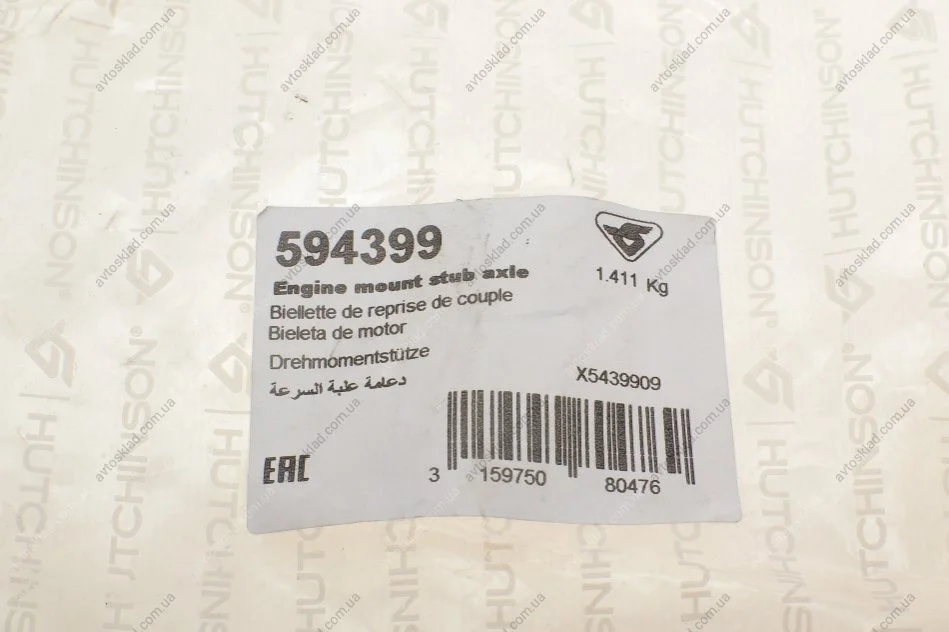 594399
Engine mount stub axle
Biellette de reprise de couple
Bieleta de motor
Drehmomentstütze
دعامة علبة السرعة
1.411 Kg
X5439909
EAC
3 159750 80476
HUTCHINSON®
avtosklad.com.ua